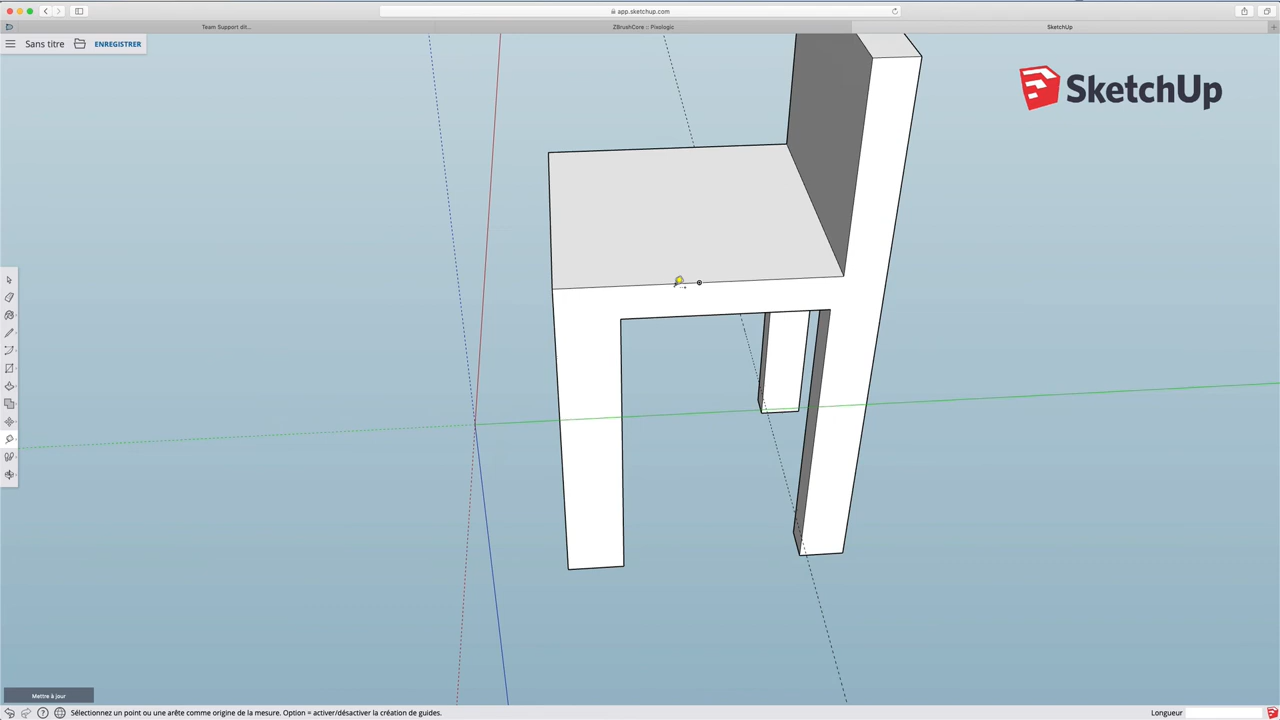 app.sketchup.com
Team Support dit...
ZBrushCore :: Pixologic
SketchUp
Sans titre
ENREGISTRER
SketchUp
Mettre à jour
Sélectionnez un point ou une arête comme origine de la mesure. Option = activer/désactiver la création de guides.
Longueur